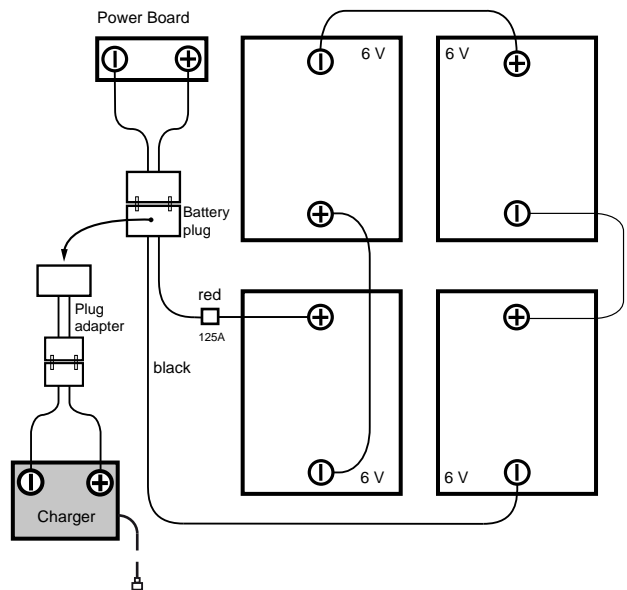 Power Board
6 V
6 V
Battery
plug
Plug
adapter
red
125A
black
6 V
6 V
Charger